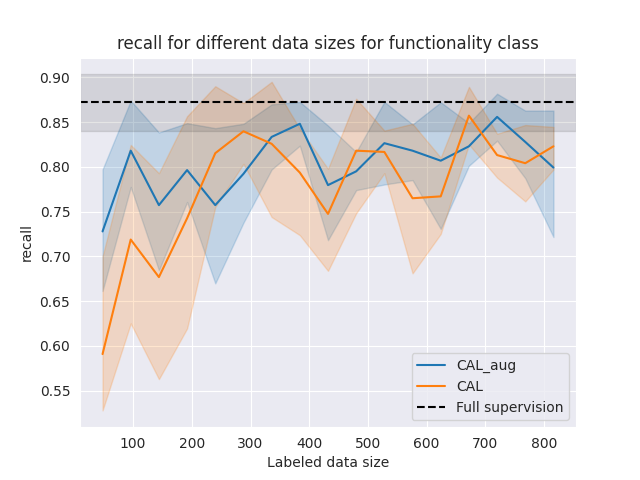 recall for different data sizes for functionality class
0.90
0.85
0.80
0.75
0.70
0.65
0.60
0.55
recall
100 200 300 400 500 600 700 800
Labeled data size
CAL_aug
CAL
Full supervision